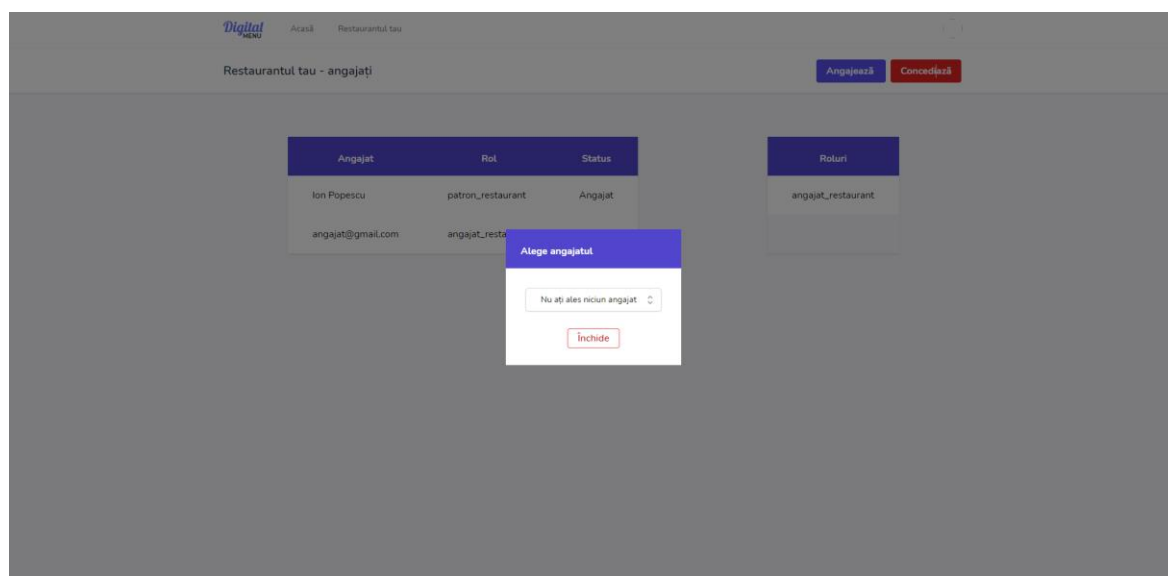 Digital MENU Acasă Restaurantul tau
Restaurantul tau - angajați Angajează Concediază
Angajat Rol Status Roluri
Ion Popescu patron_restaurant Angajat angajat_restaurant
angajat@gmail.com angajat_resta
Alege angajatul
Nu ați ales niciun angajat
Închide